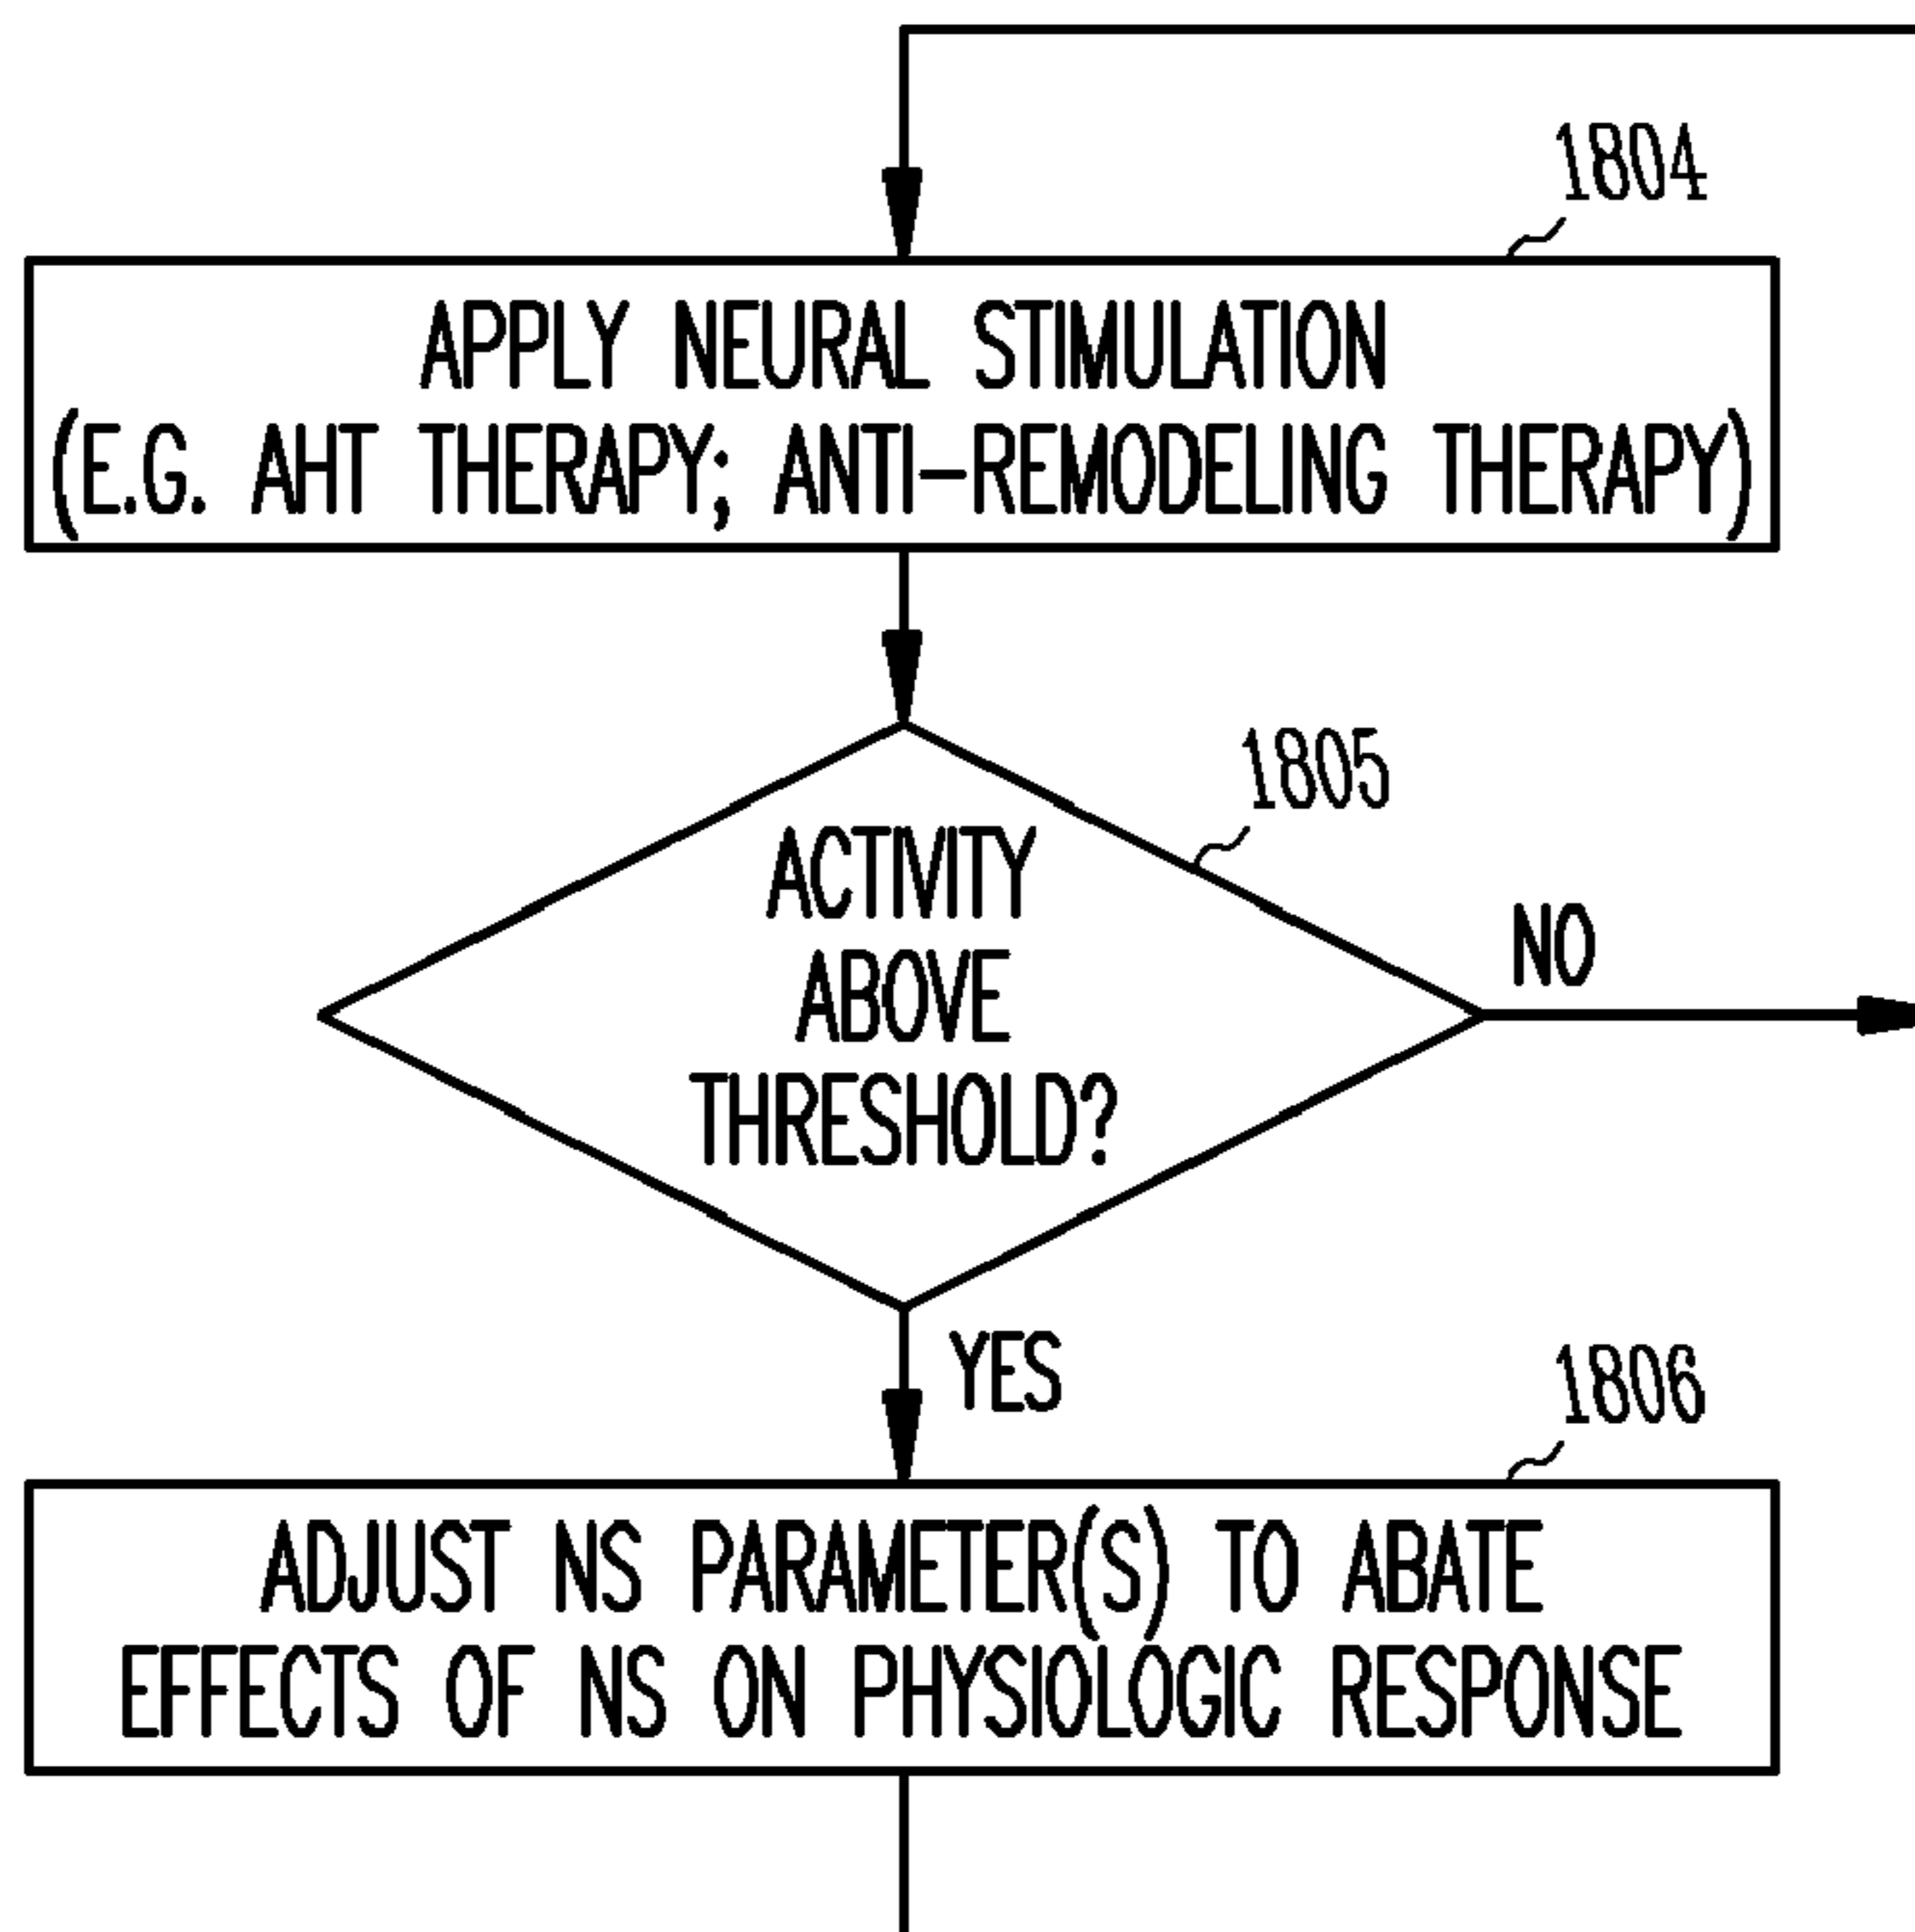 1804
APPLY NEURAL STIMULATION
(E.G. AHT THERAPY; ANTI-REMODELING THERAPY)
1805
ACTIVITY
ABOVE
THRESHOLD?
NO
YES
1806
ADJUST NS PARAMETER(S) TO ABATE
EFFECTS OF NS ON PHYSIOLOGIC RESPONSE